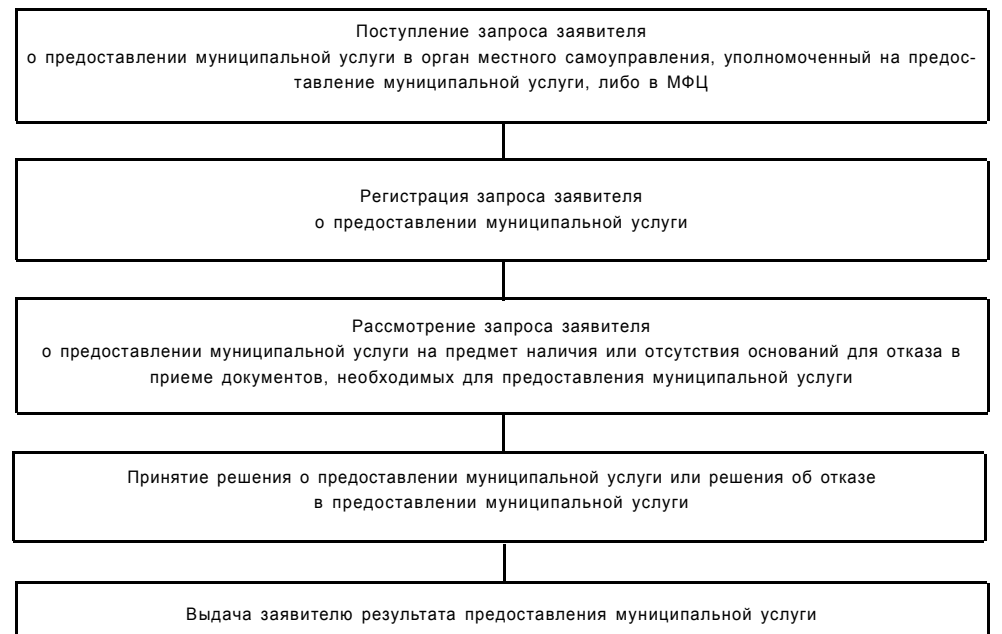 Поступление запроса заявителя
о предоставлении муниципальной услуги в орган местного самоуправления, уполномоченный на предос-
тавление муниципальной услуги, либо в МФЦ
Регистрация запроса заявителя
о предоставлении муниципальной услуги
Рассмотрение запроса заявителя
о предоставлении муниципальной услуги на предмет наличия или отсутствия оснований для отказа в
приеме документов, необходимых для предоставления муниципальной услуги
Принятие решения о предоставлении муниципальной услуги или решения об отказе
в предоставлении муниципальной услуги
Выдача заявителю результата предоставления муниципальной услуги